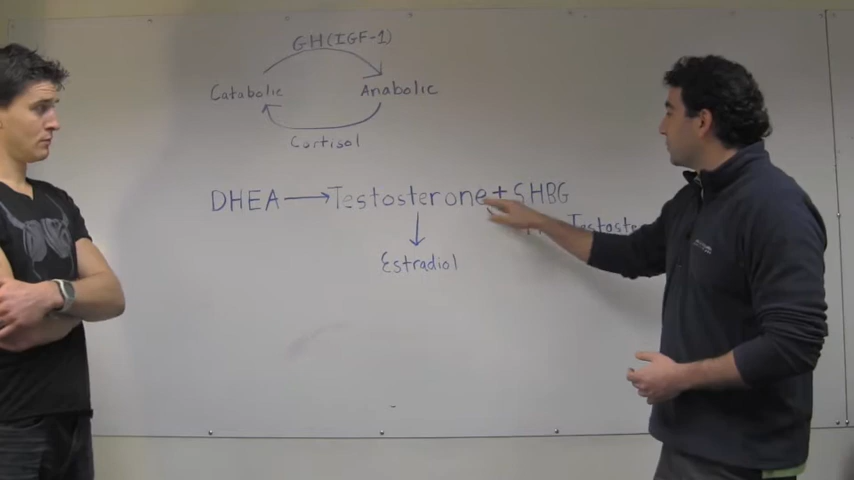 GH(IGF-1)
Catabolic Anabolic
Cortisol
DHEA → Testosterone + SHBG
↓
Estradiol